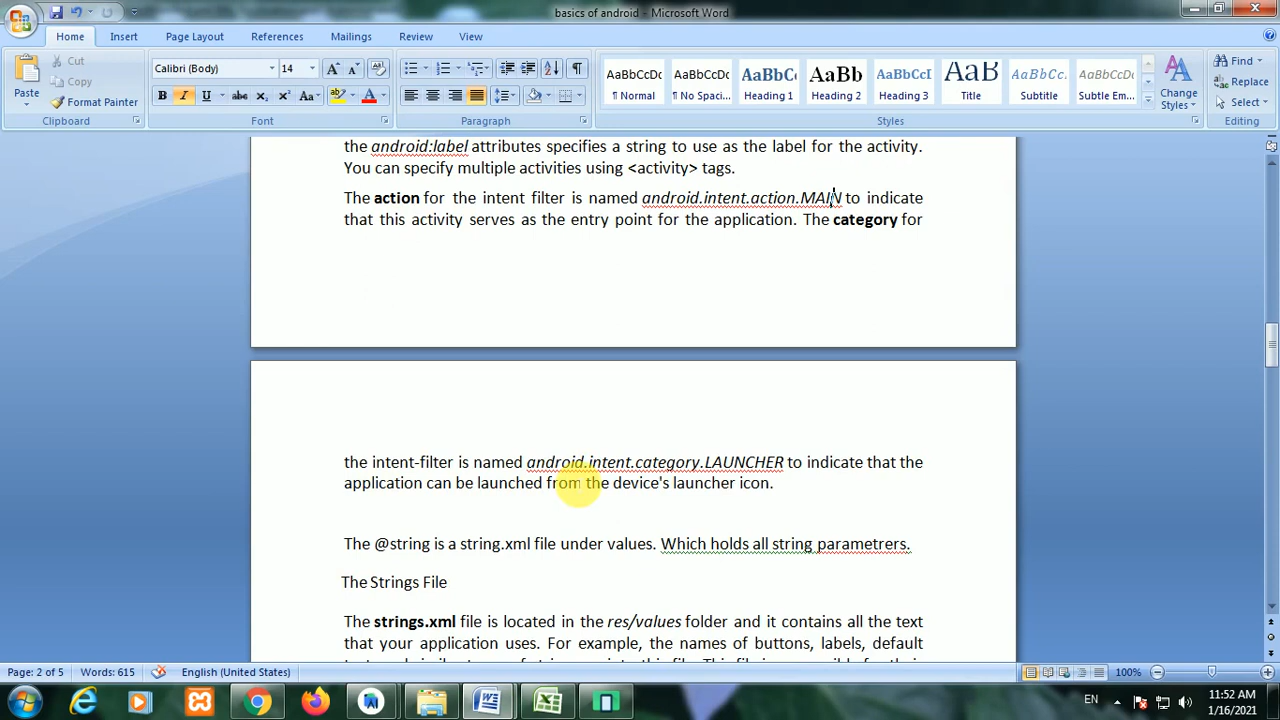 basics of android - Microsoft Word
Home Insert Page Layout References Mailings Review View
Paste
Cut
Copy
Format Painter
Clipboard
Calibri (Body) 14
B I U abc x₂ x² Aa
Font
Paragraph
AaBbCcDc AaBbCcDc AaBbC AaBb AaBbCcI AaB AaBbCcI AaBbCcDc
¶ Normal ¶ No Spaci... Heading 1 Heading 2 Heading 3 Title Subtitle Subtle Em...
Change Styles
Styles
Find
Replace
Select
Editing
the android:label attributes specifies a string to use as the label for the activity.
You can specify multiple activities using <activity> tags.
The action for the intent filter is named android.intent.action.MAIN to indicate
that this activity serves as the entry point for the application. The category for
the intent-filter is named android.intent.category.LAUNCHER to indicate that the
application can be launched from the device's launcher icon.
The @string is a string.xml file under values. Which holds all string parametrers.
The Strings File
The strings.xml file is located in the res/values folder and it contains all the text
that your application uses. For example, the names of buttons, labels, default
Page: 2 of 5 Words: 615 English (United States) 100%
EN 11:52 AM
1/16/2021